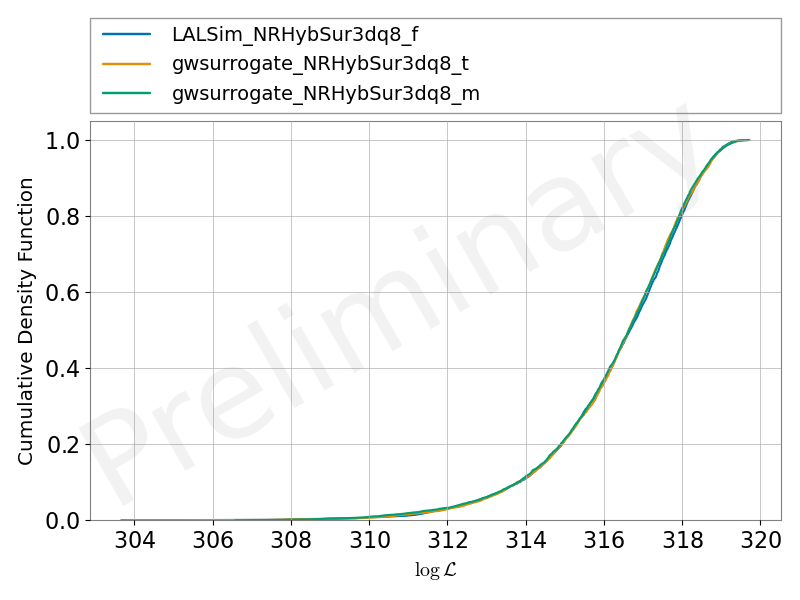 LALSim_NRHybSur3dq8_f
gwsurrogate_NRHybSur3dq8_t
gwsurrogate_NRHybSur3dq8_m
Preliminary
Cumulative Density Function
1.0
0.8
0.6
0.4
0.2
0.0
304 306 308 310 312 314 316 318 320
log ℒ